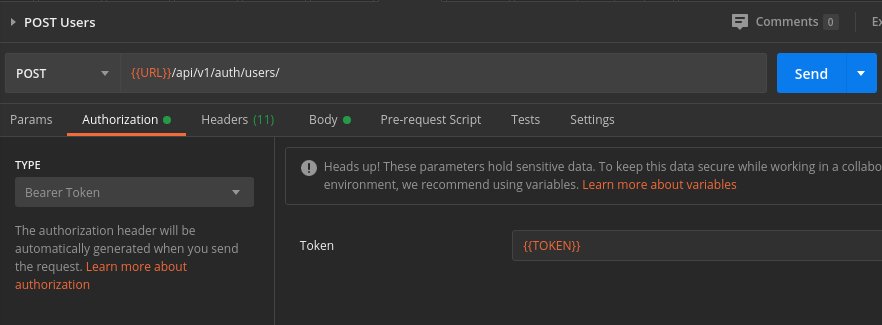 POST Users
Comments 0
POST {{URL}}/api/v1/auth/users/ Send
Params Authorization Headers (11) Body Pre-request Script Tests Settings
TYPE
Bearer Token
The authorization header will be
automatically generated when you send
the request. Learn more about
authorization
Heads up! These parameters hold sensitive data. To keep this data secure while working in a
environment, we recommend using variables. Learn more about variables
Token {{TOKEN}}